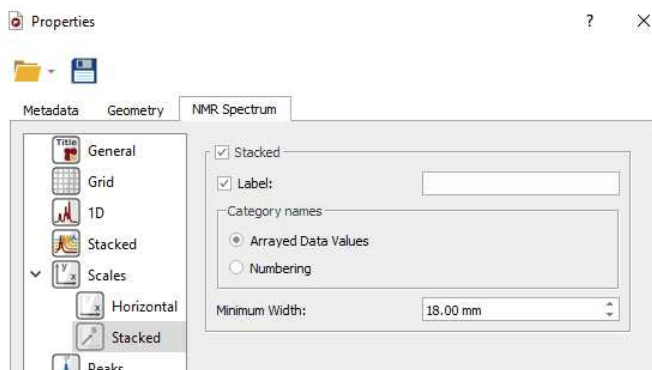 Properties
?
Metadata Geometry NMR Spectrum
Title
General
Grid
1D
Stacked
Scales
Horizontal
Stacked
Peaks
Stacked
Label:
Category names
Arrayed Data Values
Numbering
Minimum Width: 18.00 mm